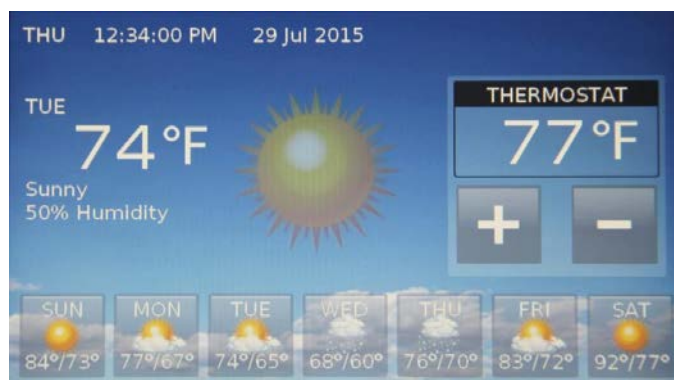 THU 12:34:00 PM 29 Jul 2015
TUE
74°F
Sunny
50% Humidity
THERMOSTAT
77°F
+ −
SUN MON TUE WED THU FRI SAT
84°/73° 77°/67° 74°/65° 68°/60° 76°/70° 83°/72° 92°/77°